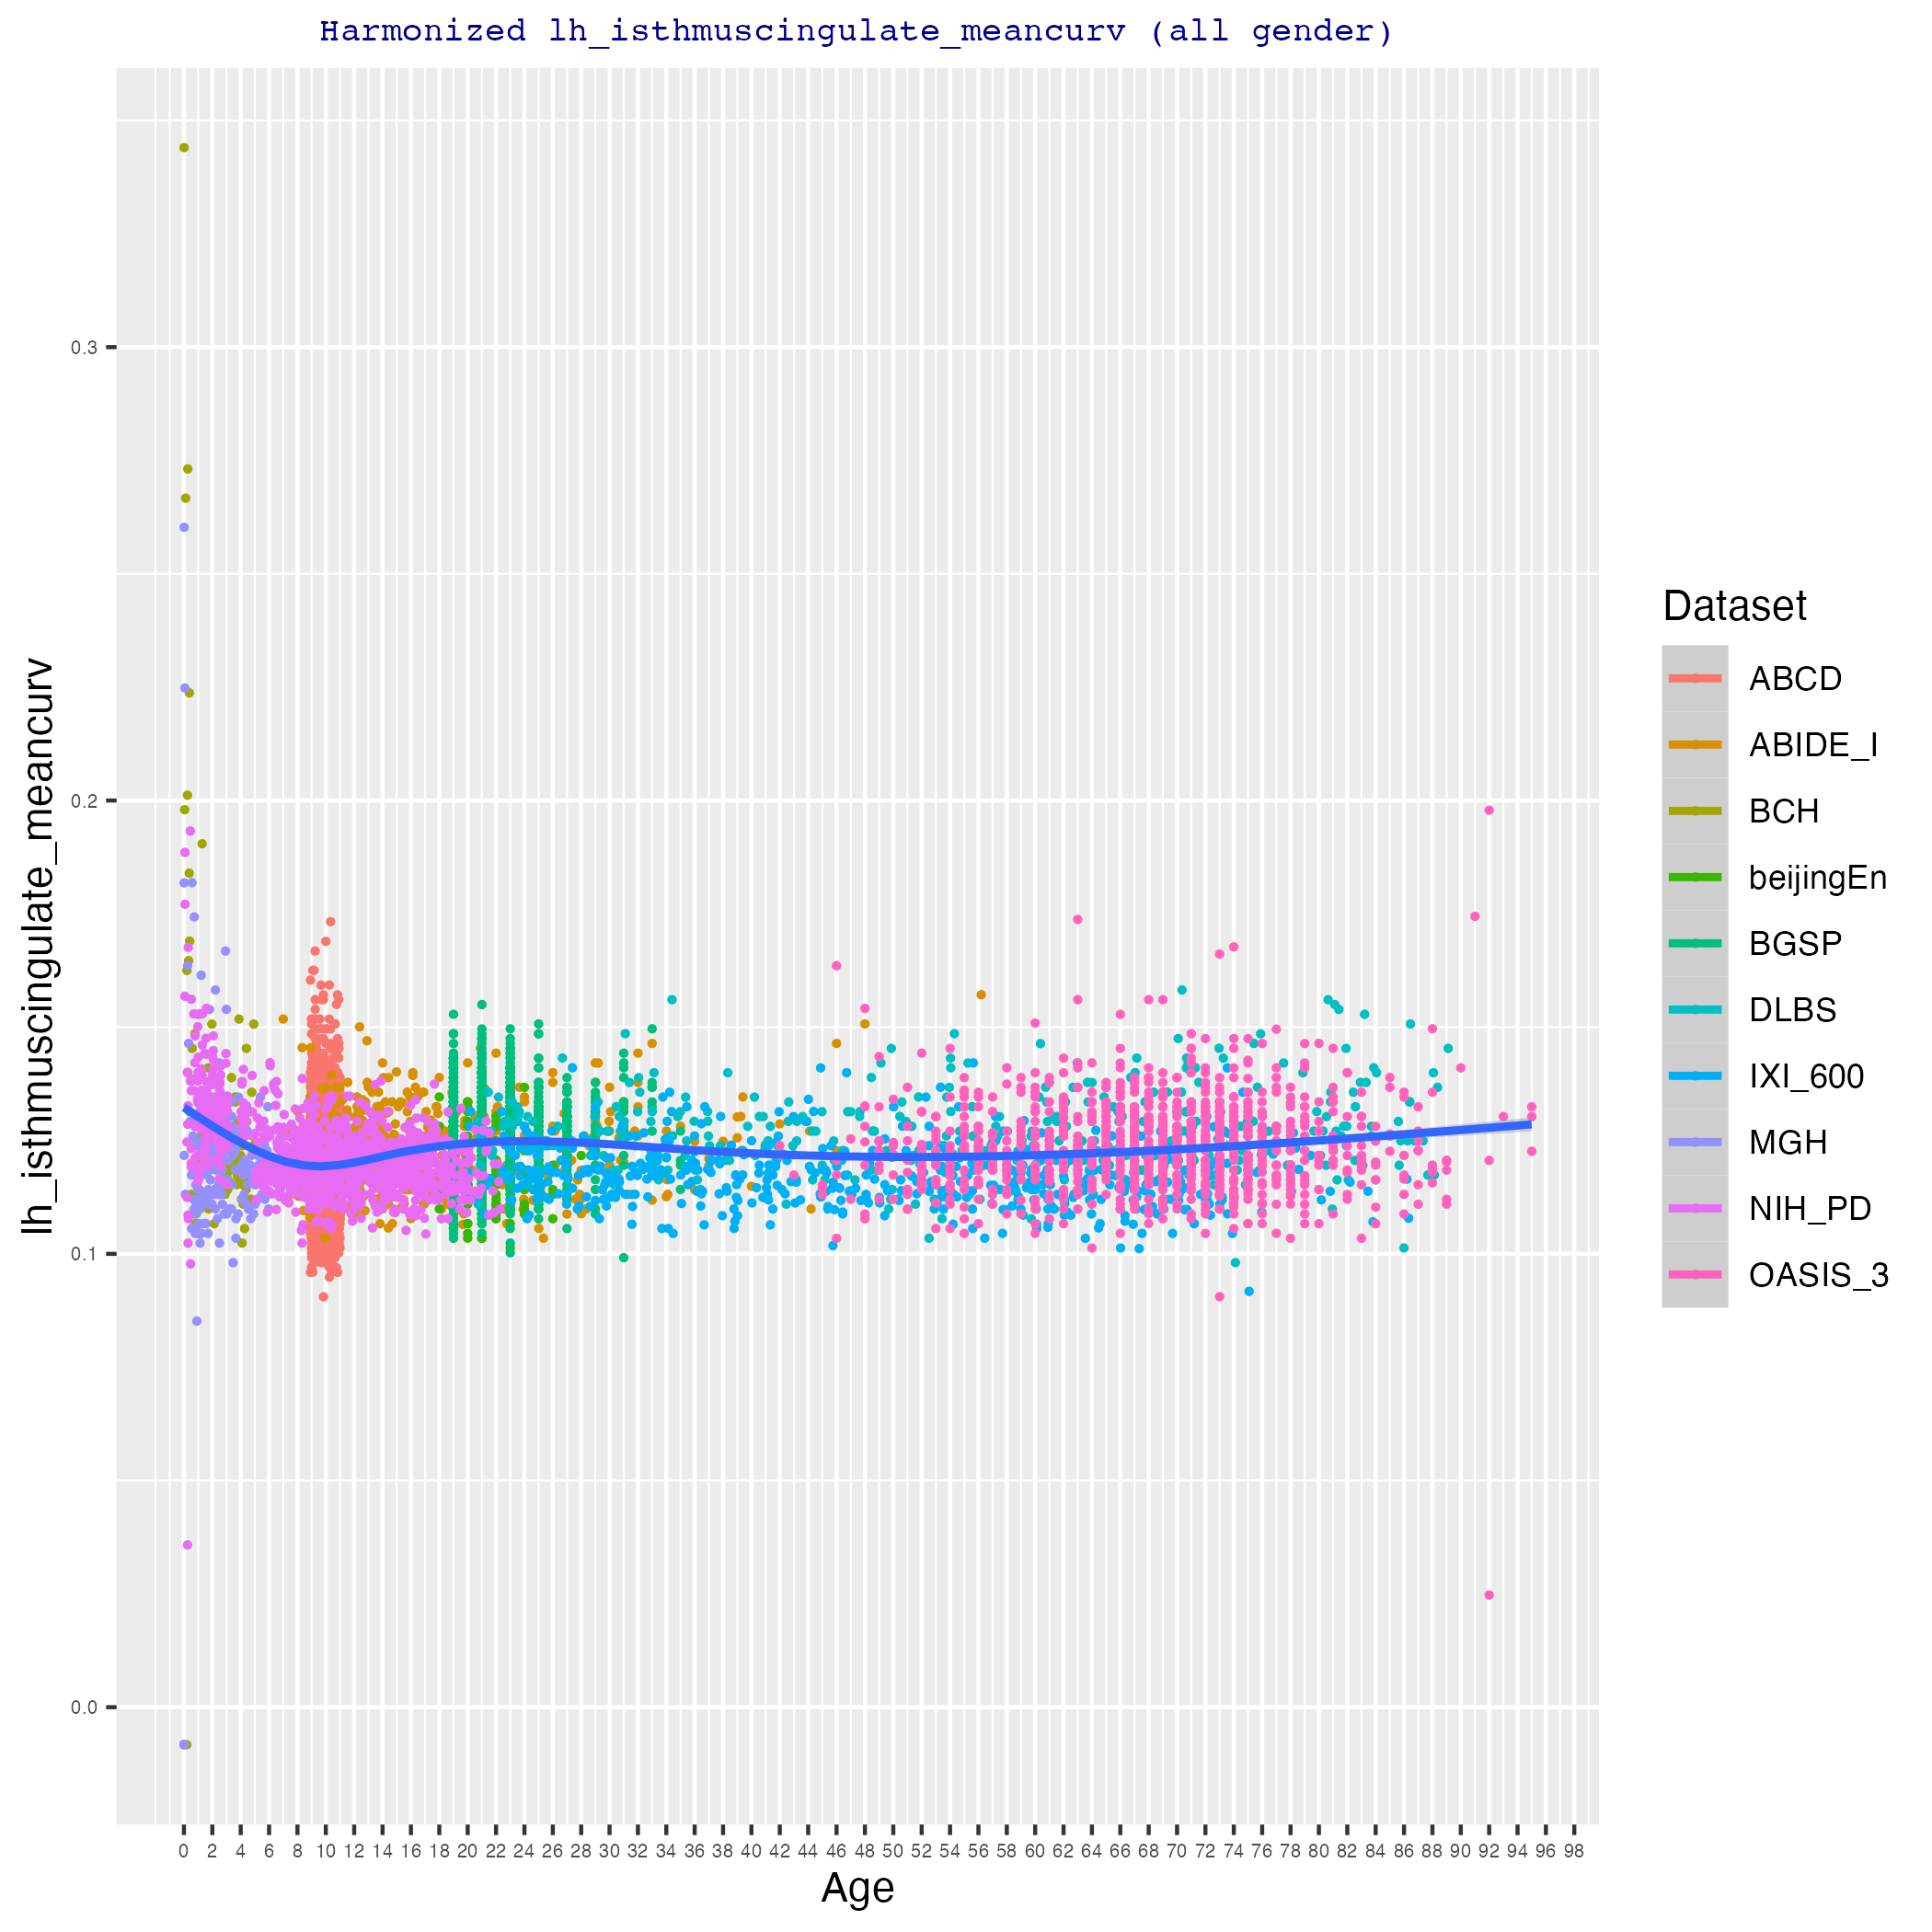 Harmonized lh_isthmuscingulate_meancurv (all gender)
lh_isthmuscingulate_meancurv
0.3
0.2
0.1
0.0
0 2 4 6 8 10 12 14 16 18 20 22 24 26 28 30 32 34 36 38 40 42 44 46 48 50 52 54 56 58 60 62 64 66 68 70 72 74 76 78 80 82 84 86 88 90 92 94 96 98
Age
Dataset
ABCD
ABIDE_I
BCH
beijingEn
BGSP
DLBS
IXI_600
MGH
NIH_PD
OASIS_3